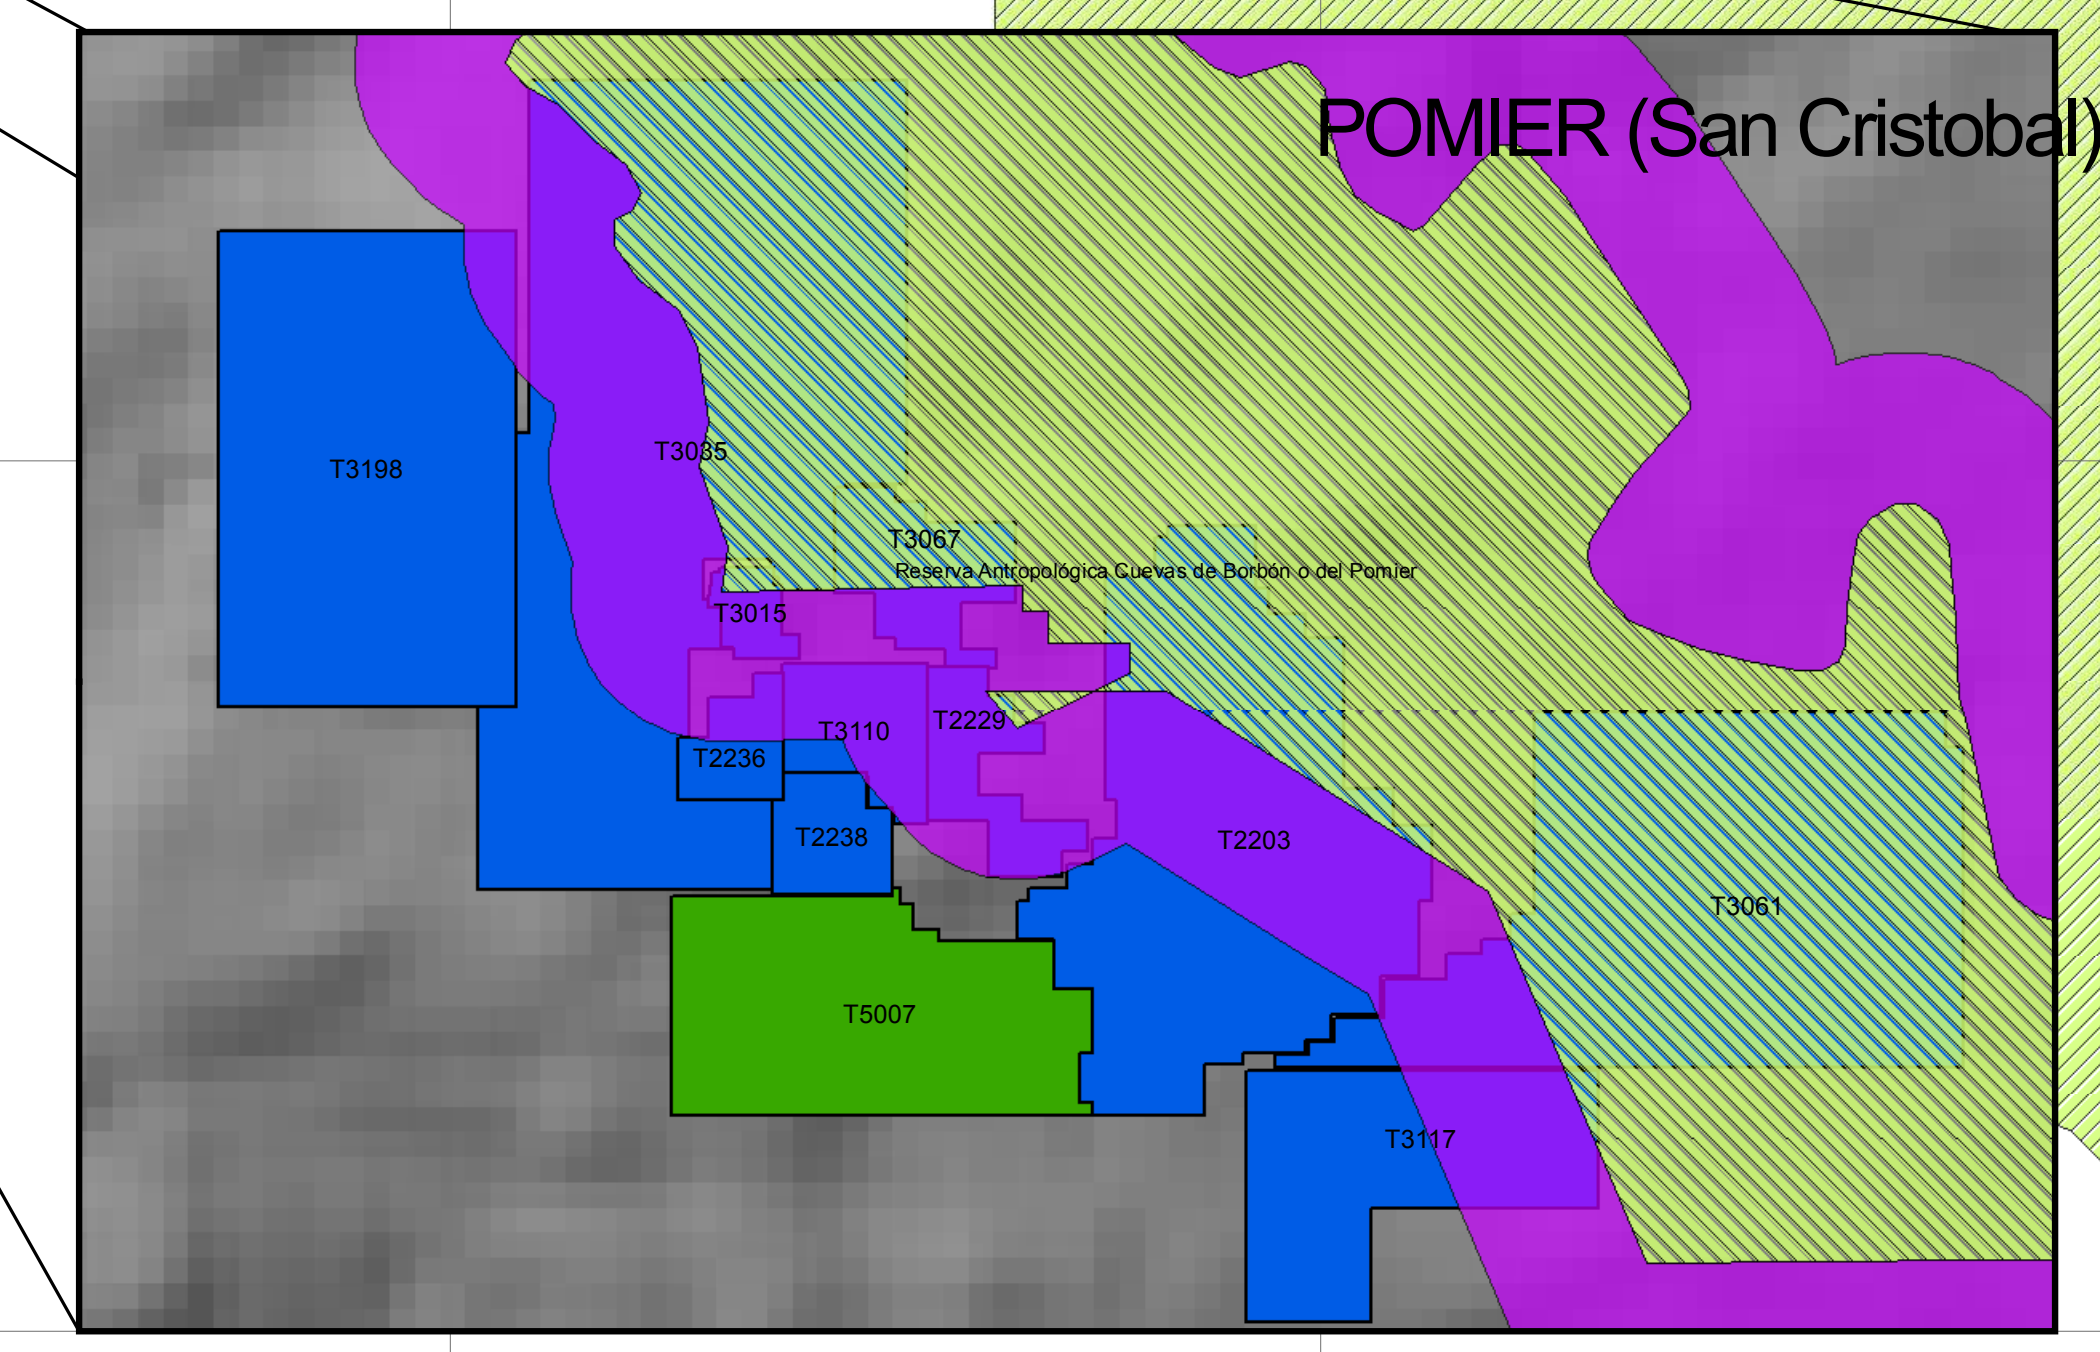 POMIER (San Cristobal)
T3035
T3198
T3067
Reserva Antropológica Cuevas de Borbón o del Pomier
T3015
T2229
T3110
T2236
T2238
T2203
T3061
T5007
T3117